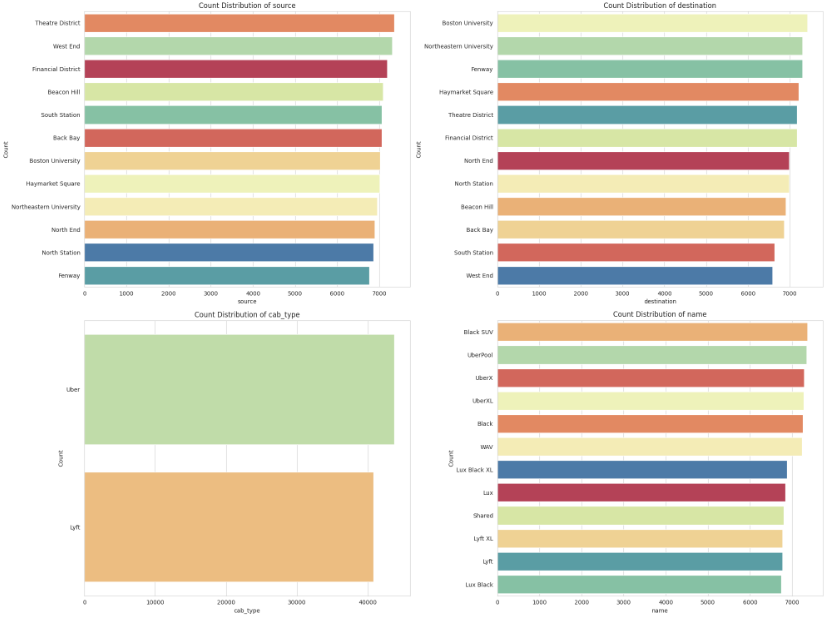 Count Distribution of source
Theatre District
West End
Financial District
Beacon Hill
South Station
Back Bay
Boston University
Haymarket Square
Northeastern University
North End
North Station
Fenway
Count
0 1000 2000 3000 4000 5000 6000 7000
source
Count Distribution of destination
Boston University
Northeastern University
Fenway
Haymarket Square
Theatre District
Financial District
North End
North Station
Beacon Hill
Back Bay
South Station
West End
Count
0 1000 2000 3000 4000 5000 6000 7000
destination
Count Distribution of cab_type
Uber
Lyft
Count
0 10000 20000 30000 40000
cab_type
Count Distribution of name
Black SUV
UberPool
UberX
UberXL
Black
WAV
Lux Black XL
Lux
Shared
Lyft XL
Lyft
Lux Black
Count
0 1000 2000 3000 4000 5000 6000 7000
name